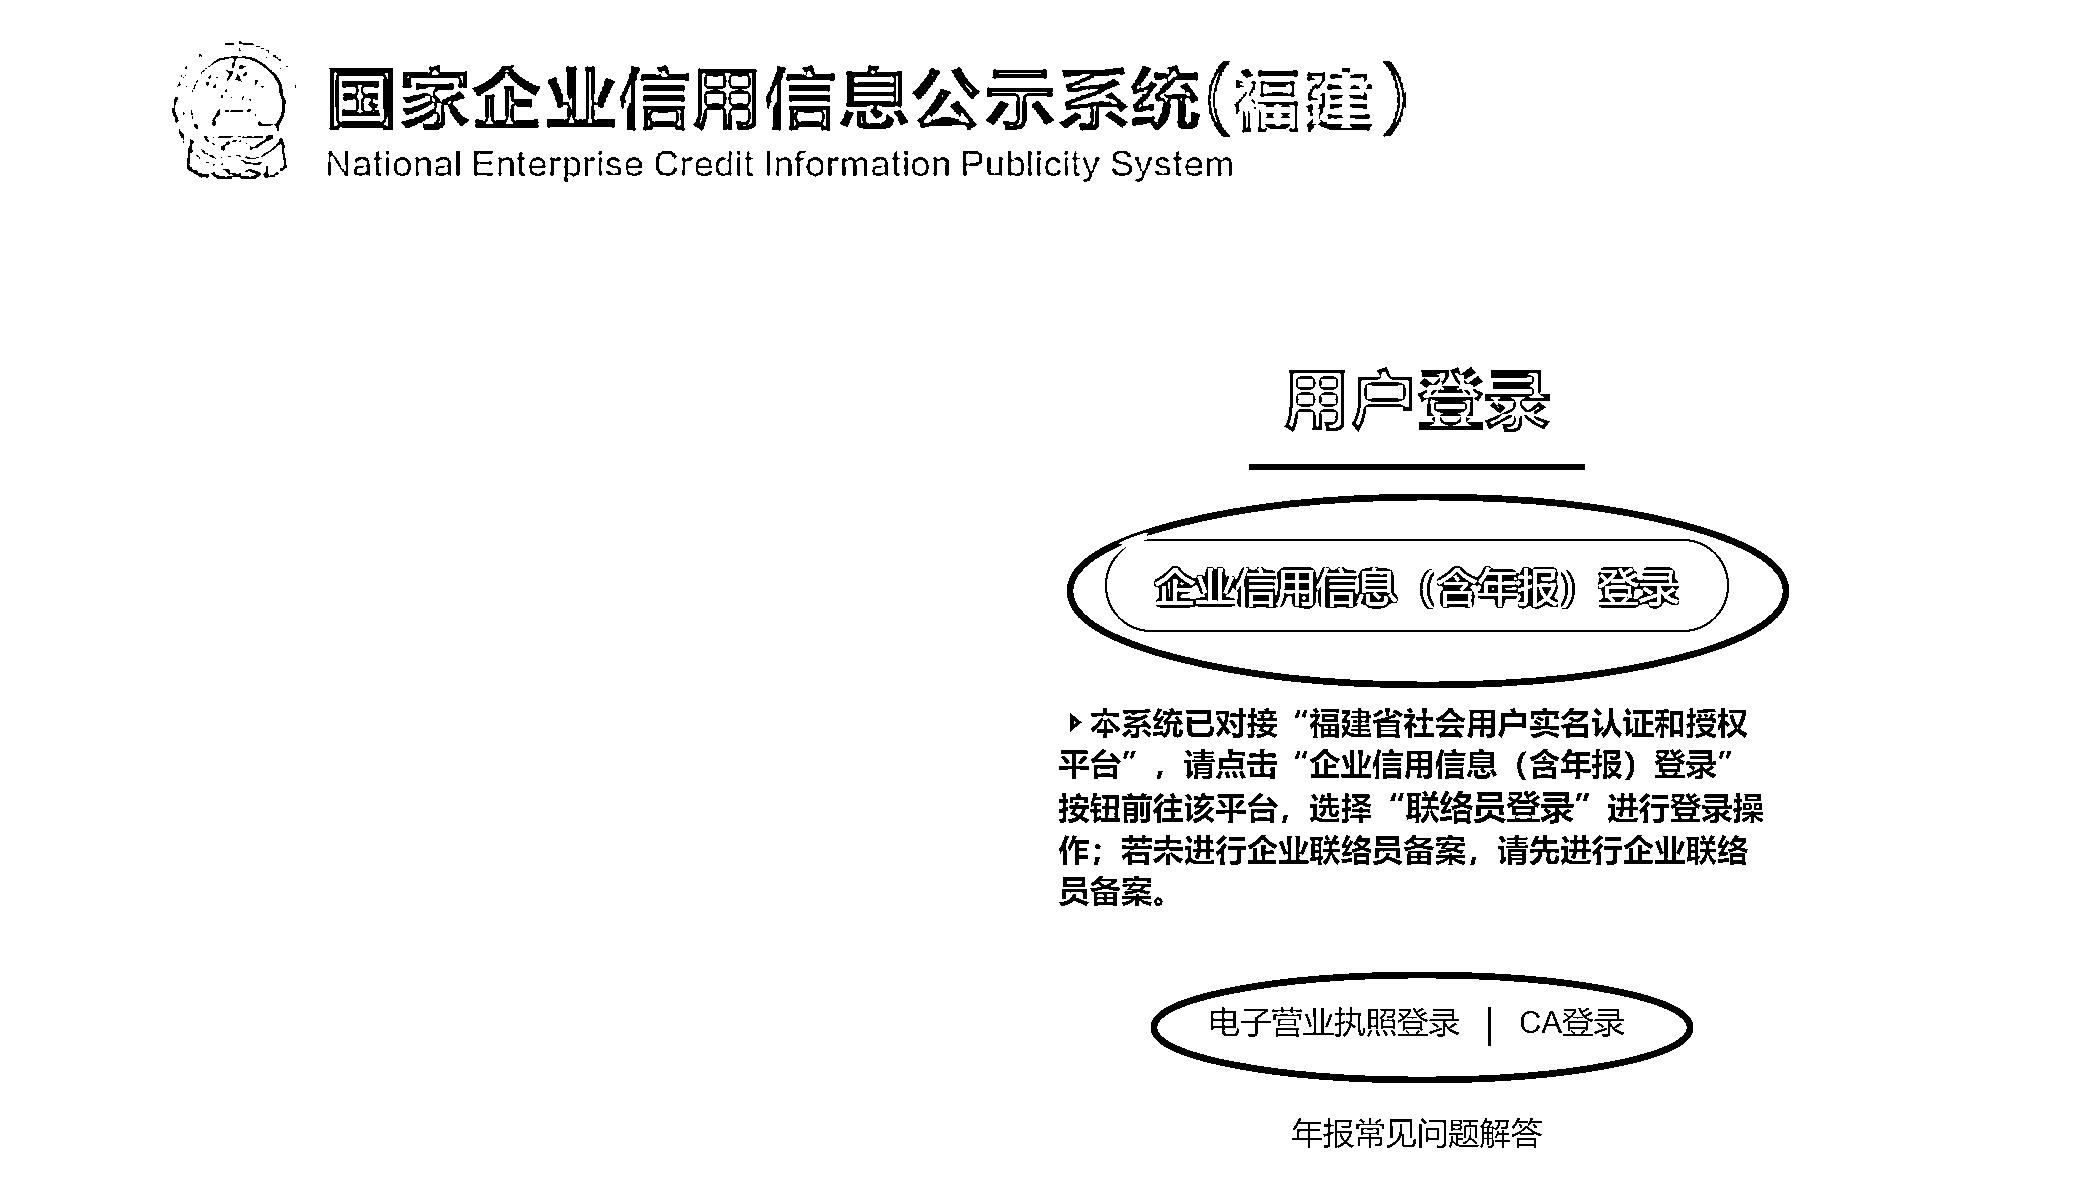 国家企业信用信息公示系统(福建)
National Enterprise Credit Information Publicity System
用户登录
企业信用信息（含年报）登录
本系统已对接“福建省社会用户实名认证和授权
平台”，请点击“企业信用信息（含年报）登录”
按钮前往该平台，选择“联络员登录”进行登录操
作；若未进行企业联络员备案，请先进行企业联络
员备案。
电子营业执照登录 | CA登录
年报常见问题解答